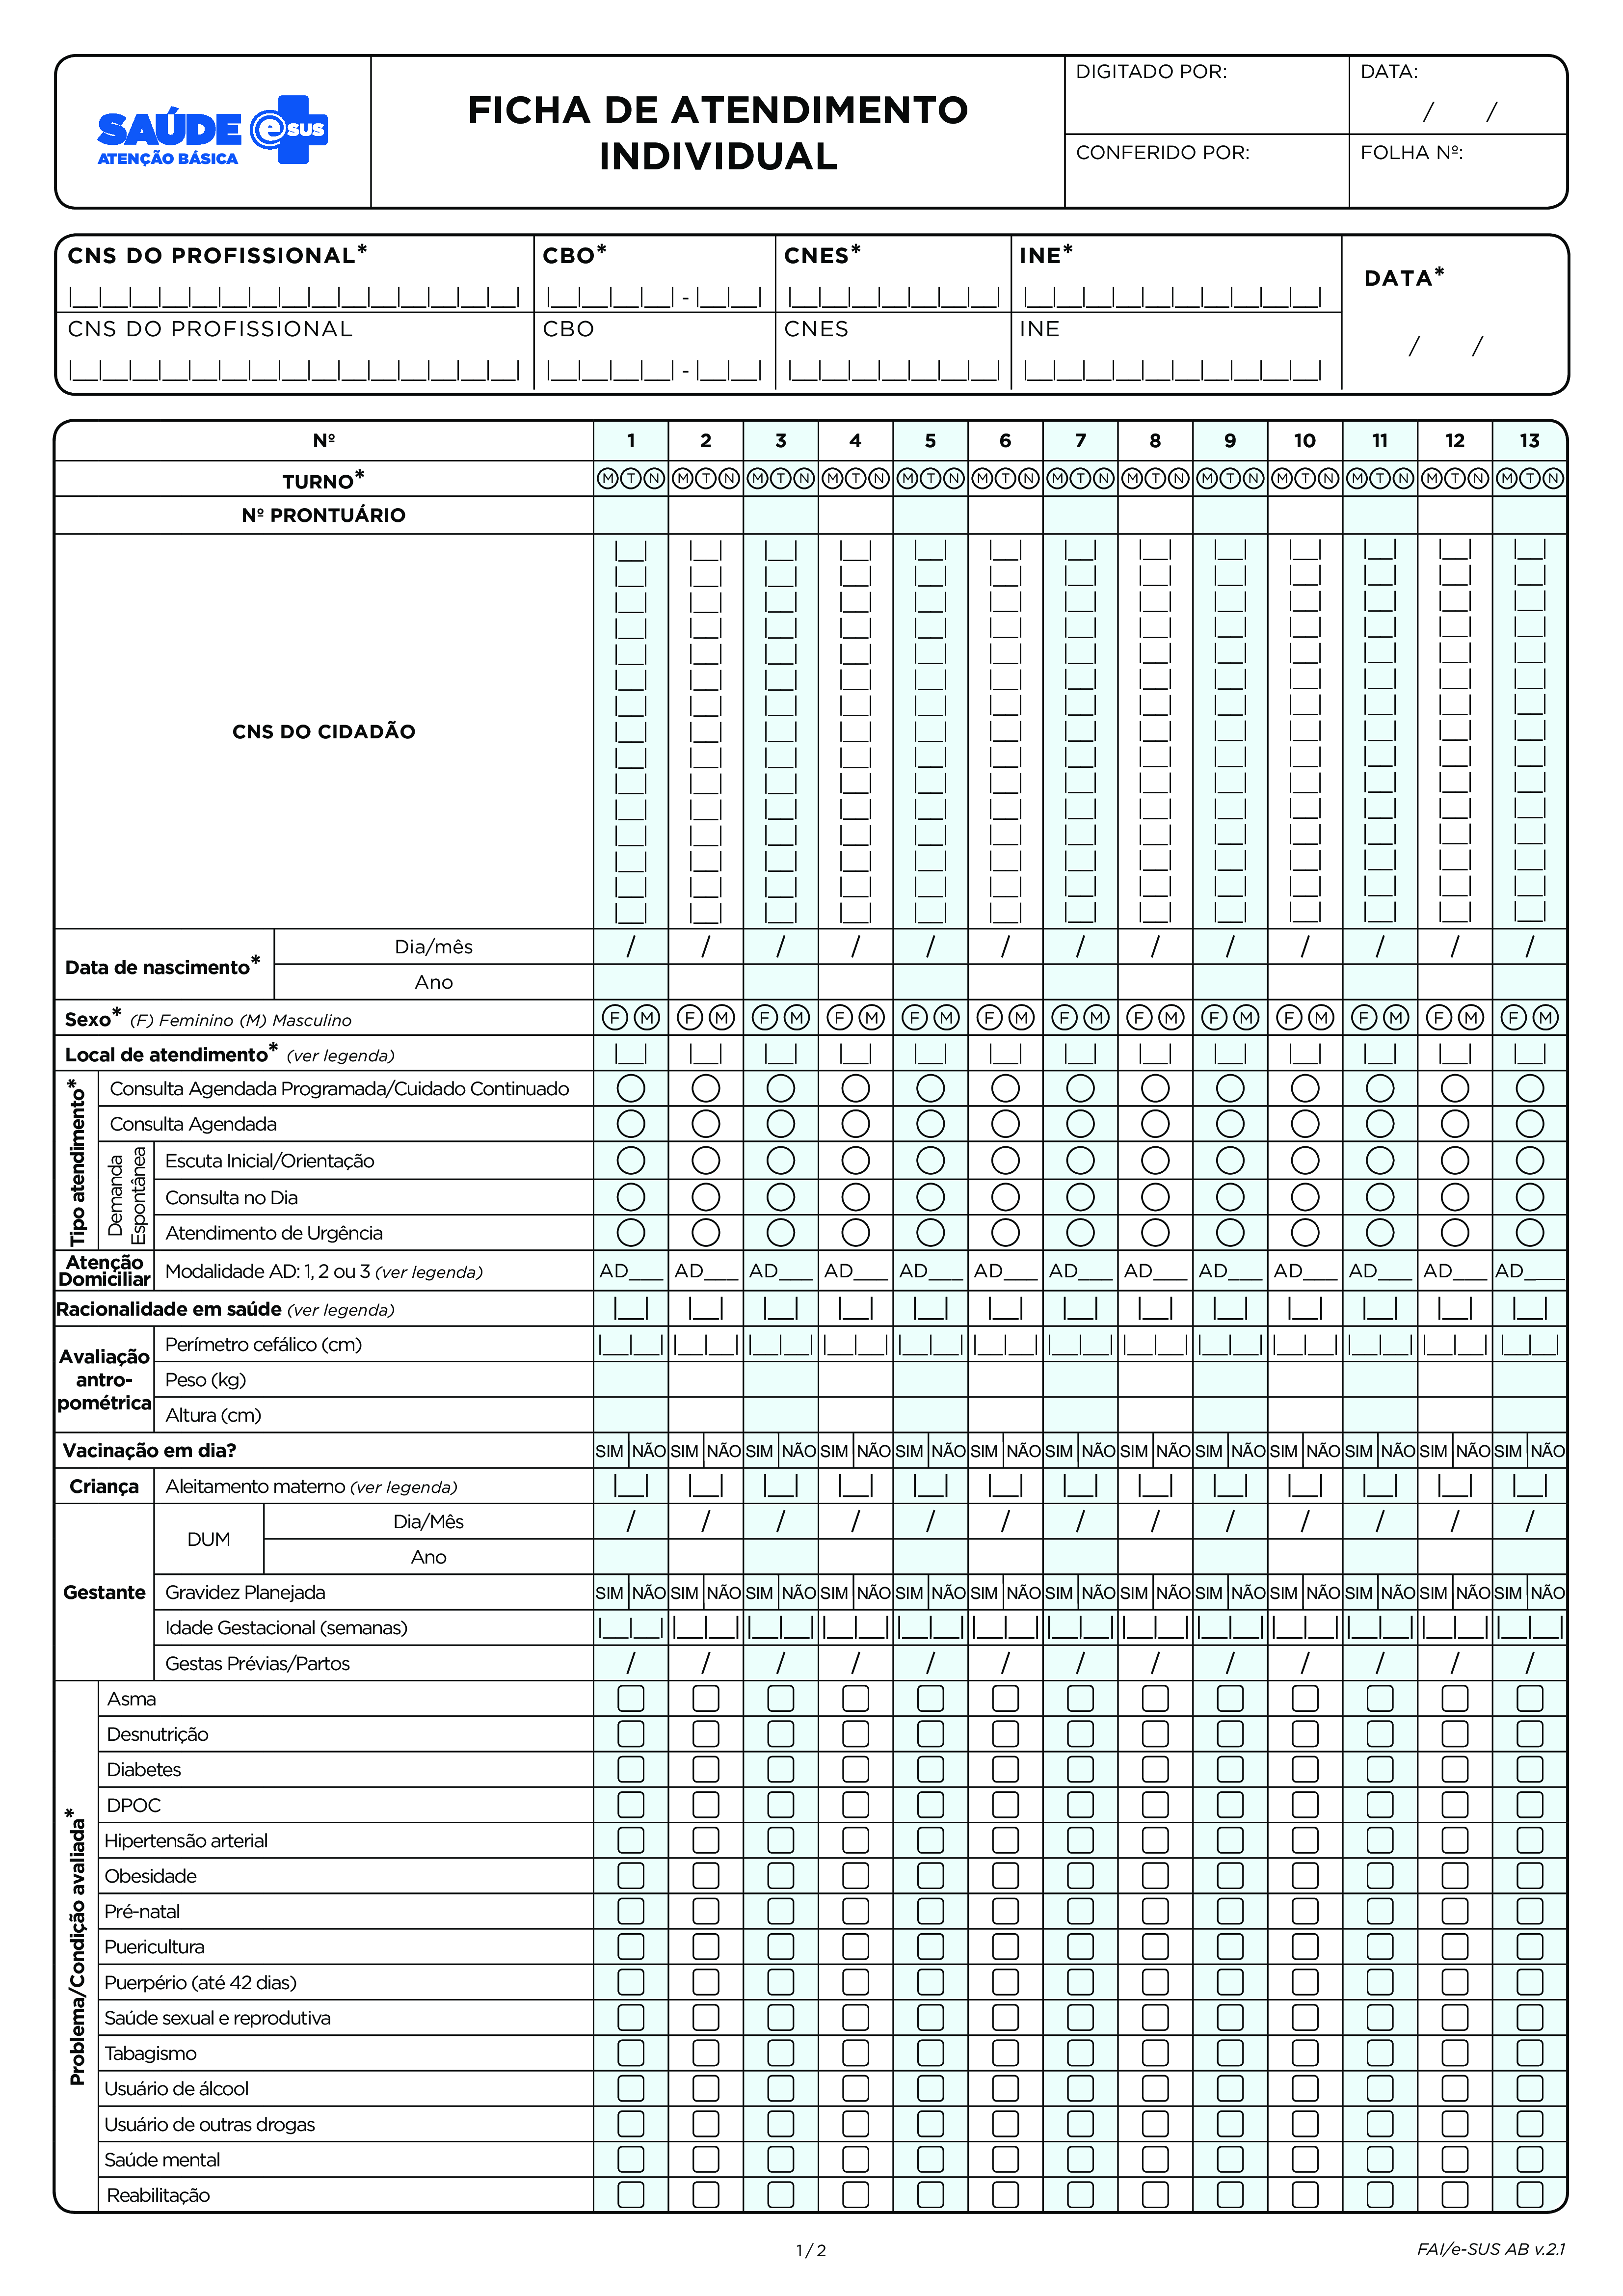 SAÚDE e SUS
ATENÇÃO BÁSICA
FICHA DE ATENDIMENTO
INDIVIDUAL
DIGITADO POR:
DATA:
/ /
CONFERIDO POR:
FOLHA Nº:
CNS DO PROFISSIONAL* CBO* CNES* INE*
DATA*
-
CNS DO PROFISSIONAL CBO CNES INE
/ /
-
Nº 1 2 3 4 5 6 7 8 9 10 11 12 13
TURNO* M T N M T N M T N M T N M T N M T N M T N M T N M T N M T N M T N M T N M T N
Nº PRONTUÁRIO
CNS DO CIDADÃO
Data de nascimento*
Dia/mês / / / / / / / / / / / / /
Ano
Sexo* (F) Feminino (M) Masculino F M F M F M F M F M F M F M F M F M F M F M F M F M
Local de atendimento* (ver legenda)
Tipo atendimento*
Consulta Agendada Programada/Cuidado Continuado
Consulta Agendada
Demanda
Espontânea
Escuta Inicial/Orientação
Consulta no Dia
Atendimento de Urgência
Atenção
Domiciliar
Modalidade AD: 1, 2 ou 3 (ver legenda) AD___ AD___ AD___ AD___ AD___ AD___ AD___ AD___ AD___ AD___ AD___ AD___ AD___
Racionalidade em saúde (ver legenda)
Avaliação
antro-
pométrica
Perímetro cefálico (cm)
Peso (kg)
Altura (cm)
Vacinação em dia? SIM NÃO SIM NÃO SIM NÃO SIM NÃO SIM NÃO SIM NÃO SIM NÃO SIM NÃO SIM NÃO SIM NÃO SIM NÃO SIM NÃO SIM NÃO
Criança Aleitamento materno (ver legenda)
Gestante
DUM
Dia/Mês / / / / / / / / / / / / /
Ano
Gravidez Planejada SIM NÃO SIM NÃO SIM NÃO SIM NÃO SIM NÃO SIM NÃO SIM NÃO SIM NÃO SIM NÃO SIM NÃO SIM NÃO SIM NÃO SIM NÃO
Idade Gestacional (semanas)
Gestas Prévias/Partos / / / / / / / / / / / / /
Problema/Condição avaliada*
Asma
Desnutrição
Diabetes
DPOC
Hipertensão arterial
Obesidade
Pré-natal
Puericultura
Puerpério (até 42 dias)
Saúde sexual e reprodutiva
Tabagismo
Usuário de álcool
Usuário de outras drogas
Saúde mental
Reabilitação
1 / 2
FAI/e-SUS AB v.2.1